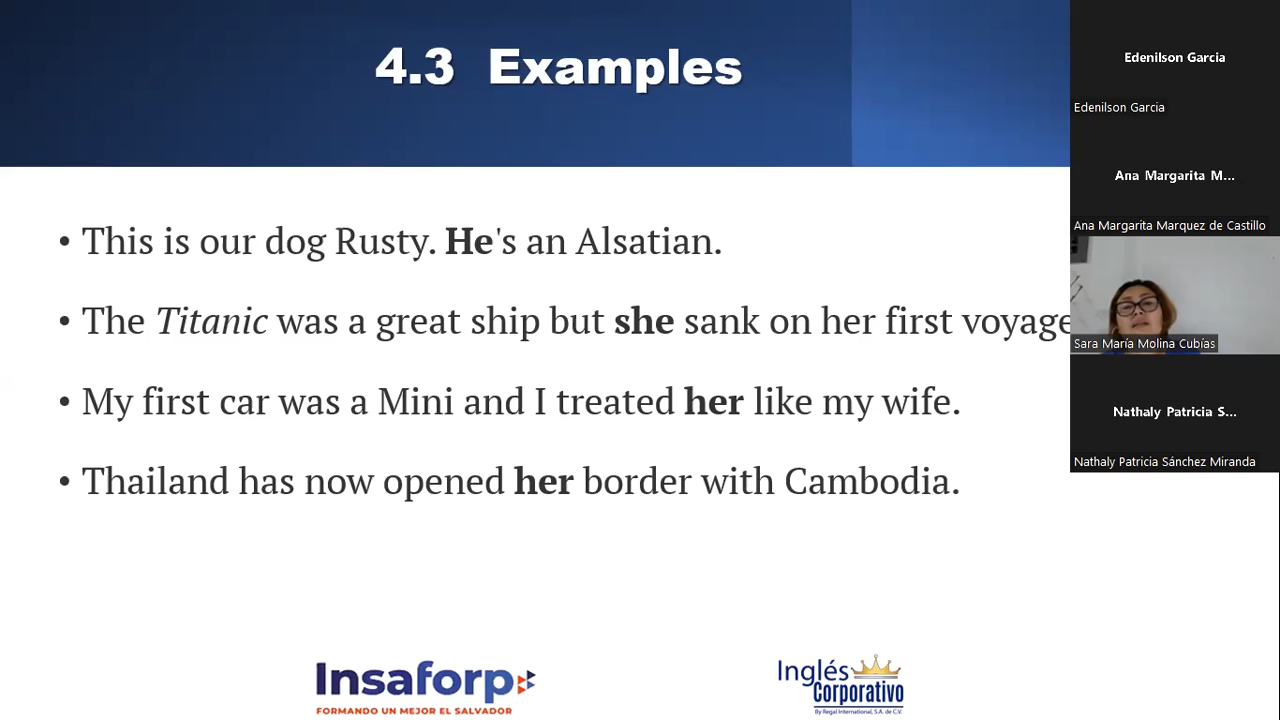 4.3 Examples
• This is our dog Rusty. He's an Alsatian.
• The Titanic was a great ship but she sank on her first voyage
• My first car was a Mini and I treated her like my wife.
• Thailand has now opened her border with Cambodia.
Insaforp
FORMANDO UN MEJOR EL SALVADOR
Inglés
Corporativo
By Regal International, S.A. de C.V.
Edenilson Garcia
Edenilson Garcia
Ana Margarita M...
Ana Margarita Marquez de Castillo
Sara María Molina Cubías
Nathaly Patricia S...
Nathaly Patricia Sánchez Miranda